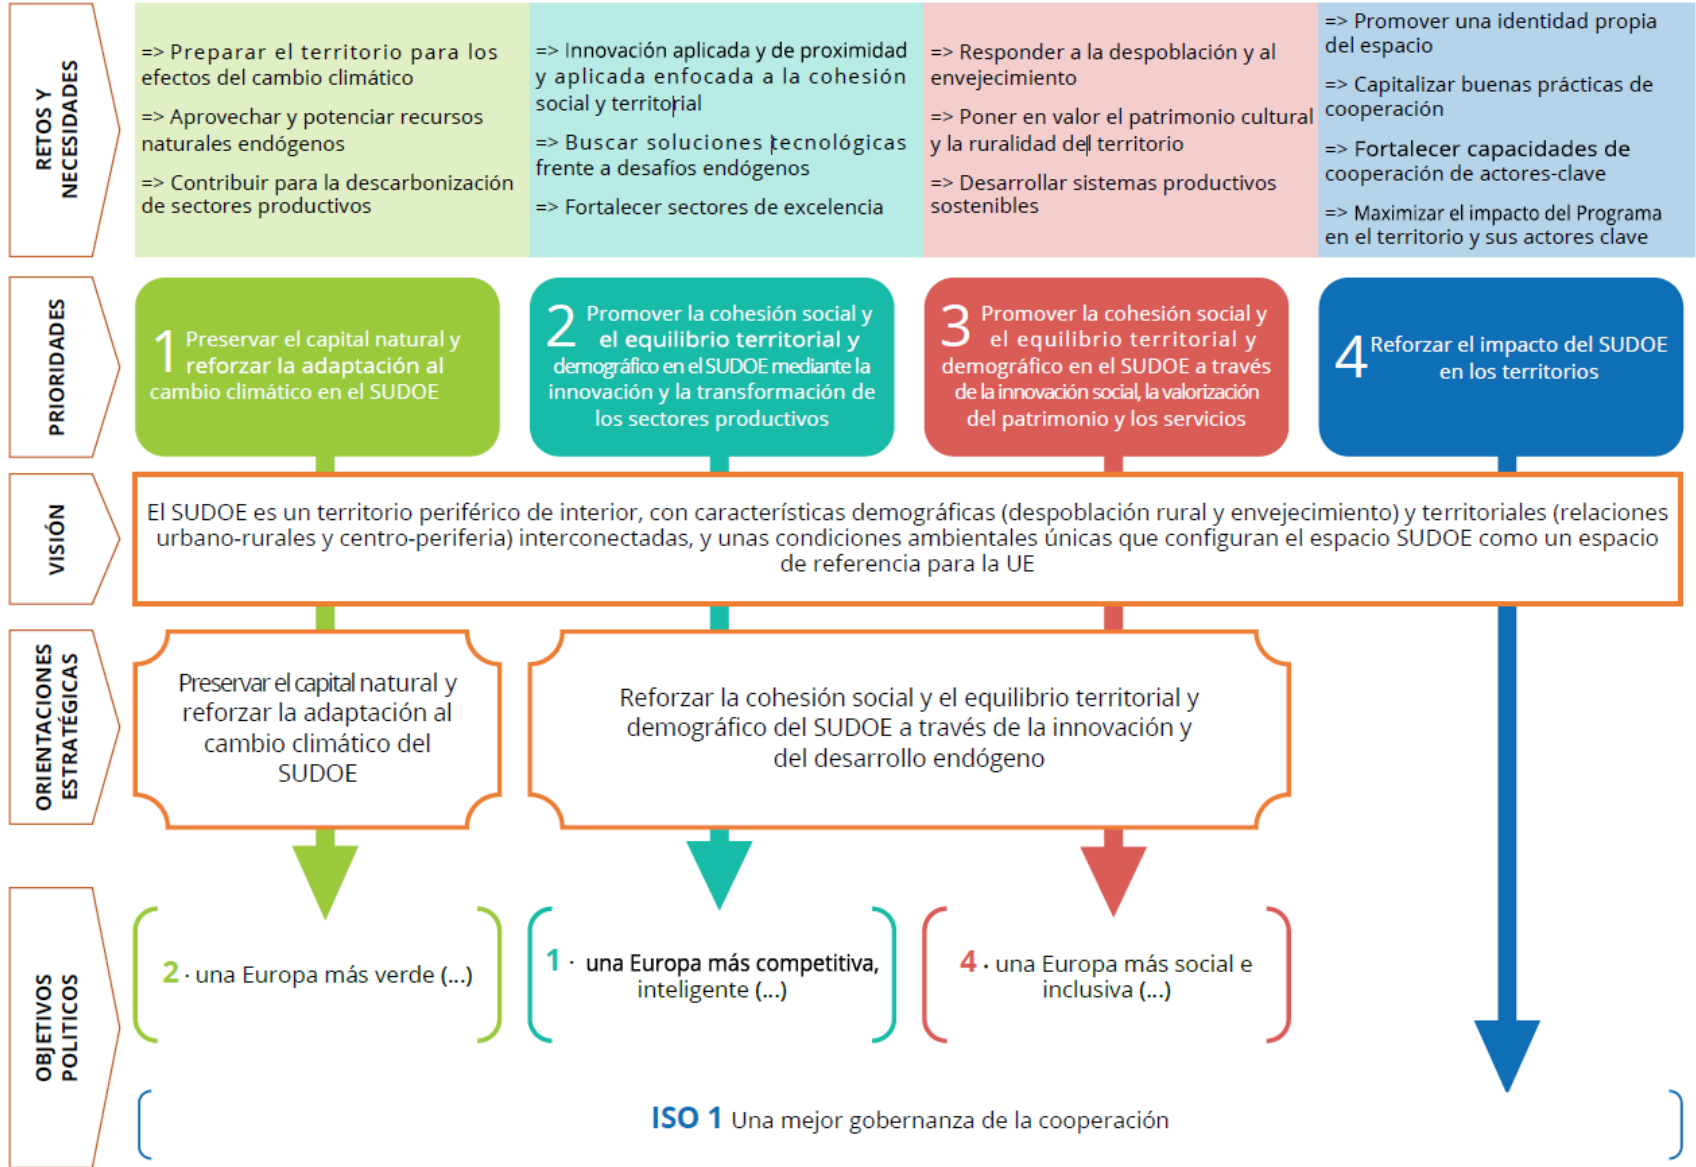 RETOS Y
NECESIDADES
=> Preparar el territorio para los
efectos del cambio climático
=> Aprovechar y potenciar recursos
naturales endógenos
=> Contribuir para la descarbonización
de sectores productivos
=> Innovación aplicada y de proximidad
y aplicada enfocada a la cohesión
social y territorial
=> Buscar soluciones tecnológicas
frente a desafíos endógenos
=> Fortalecer sectores de excelencia
=> Responder a la despoblación y al
envejecimiento
=> Poner en valor el patrimonio cultural
y la ruralidad del territorio
=> Desarrollar sistemas productivos
sostenibles
=> Promover una identidad propia
del espacio
=> Capitalizar buenas prácticas de
cooperación
=> Fortalecer capacidades de
cooperación de actores-clave
=> Maximizar el impacto del Programa
en el territorio y sus actores clave
PRIORIDADES
1 Preservar el capital natural y
reforzar la adaptación al
cambio climático en el SUDOE
2 Promover la cohesión social y
el equilibrio territorial y
demográfico en el SUDOE mediante la
innovación y la transformación de
los sectores productivos
3 Promover la cohesión social y
el equilibrio territorial y
demográfico en el SUDOE a través
de la innovación social, la valorización
del patrimonio y los servicios
4 Reforzar el impacto del SUDOE
en los territorios
VISIÓN
El SUDOE es un territorio periférico de interior, con características demográficas (despoblación rural y envejecimiento) y territoriales (relaciones
urbano-rurales y centro-periferia) interconectadas, y unas condiciones ambientales únicas que configuran el espacio SUDOE como un espacio
de referencia para la UE
ORIENTACIONES
ESTRATÉGICAS
Preservar el capital natural y
reforzar la adaptación al
cambio climático del
SUDOE
Reforzar la cohesión social y el equilibrio territorial y
demográfico del SUDOE a través de la innovación y
del desarrollo endógeno
OBJETIVOS
POLITICOS
2 · una Europa más verde (...)
1 · una Europa más competitiva,
inteligente (...)
4 · una Europa más social e
inclusiva (...)
ISO 1 Una mejor gobernanza de la cooperación